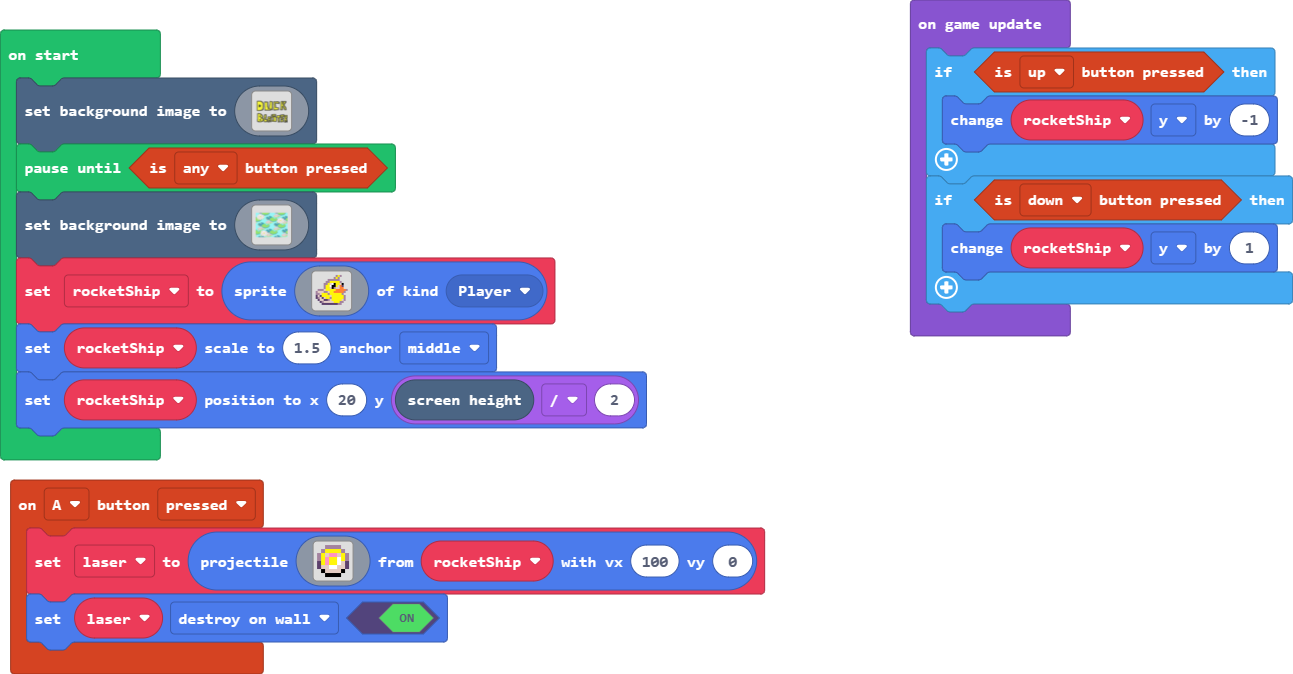 on start
set background image to DUCK
pause until is any button pressed
set background image to
set rocketShip to sprite of kind Player
set rocketShip scale to 1.5 anchor middle
set rocketShip position to x 20 y screen height / 2
on A button pressed
set laser to projectile from rocketShip with vx 100 vy 0
set laser destroy on wall ON
on game update
if is up button pressed then
change rocketShip y by -1
if is down button pressed then
change rocketShip y by 1